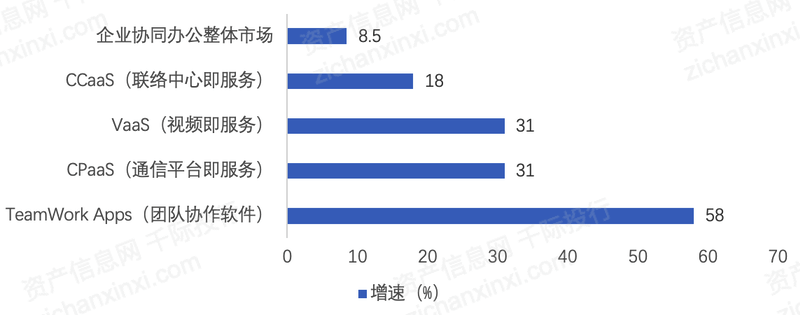 企业协同办公整体市场 8.5
CCaaS（联络中心即服务） 18
VaaS（视频即服务） 31
CPaaS（通信平台即服务） 31
TeamWork Apps（团队协作软件） 58
0 10 20 30 40 50 60 70
增速（%）
资产信息网 千际投行
zichanxinxi.com